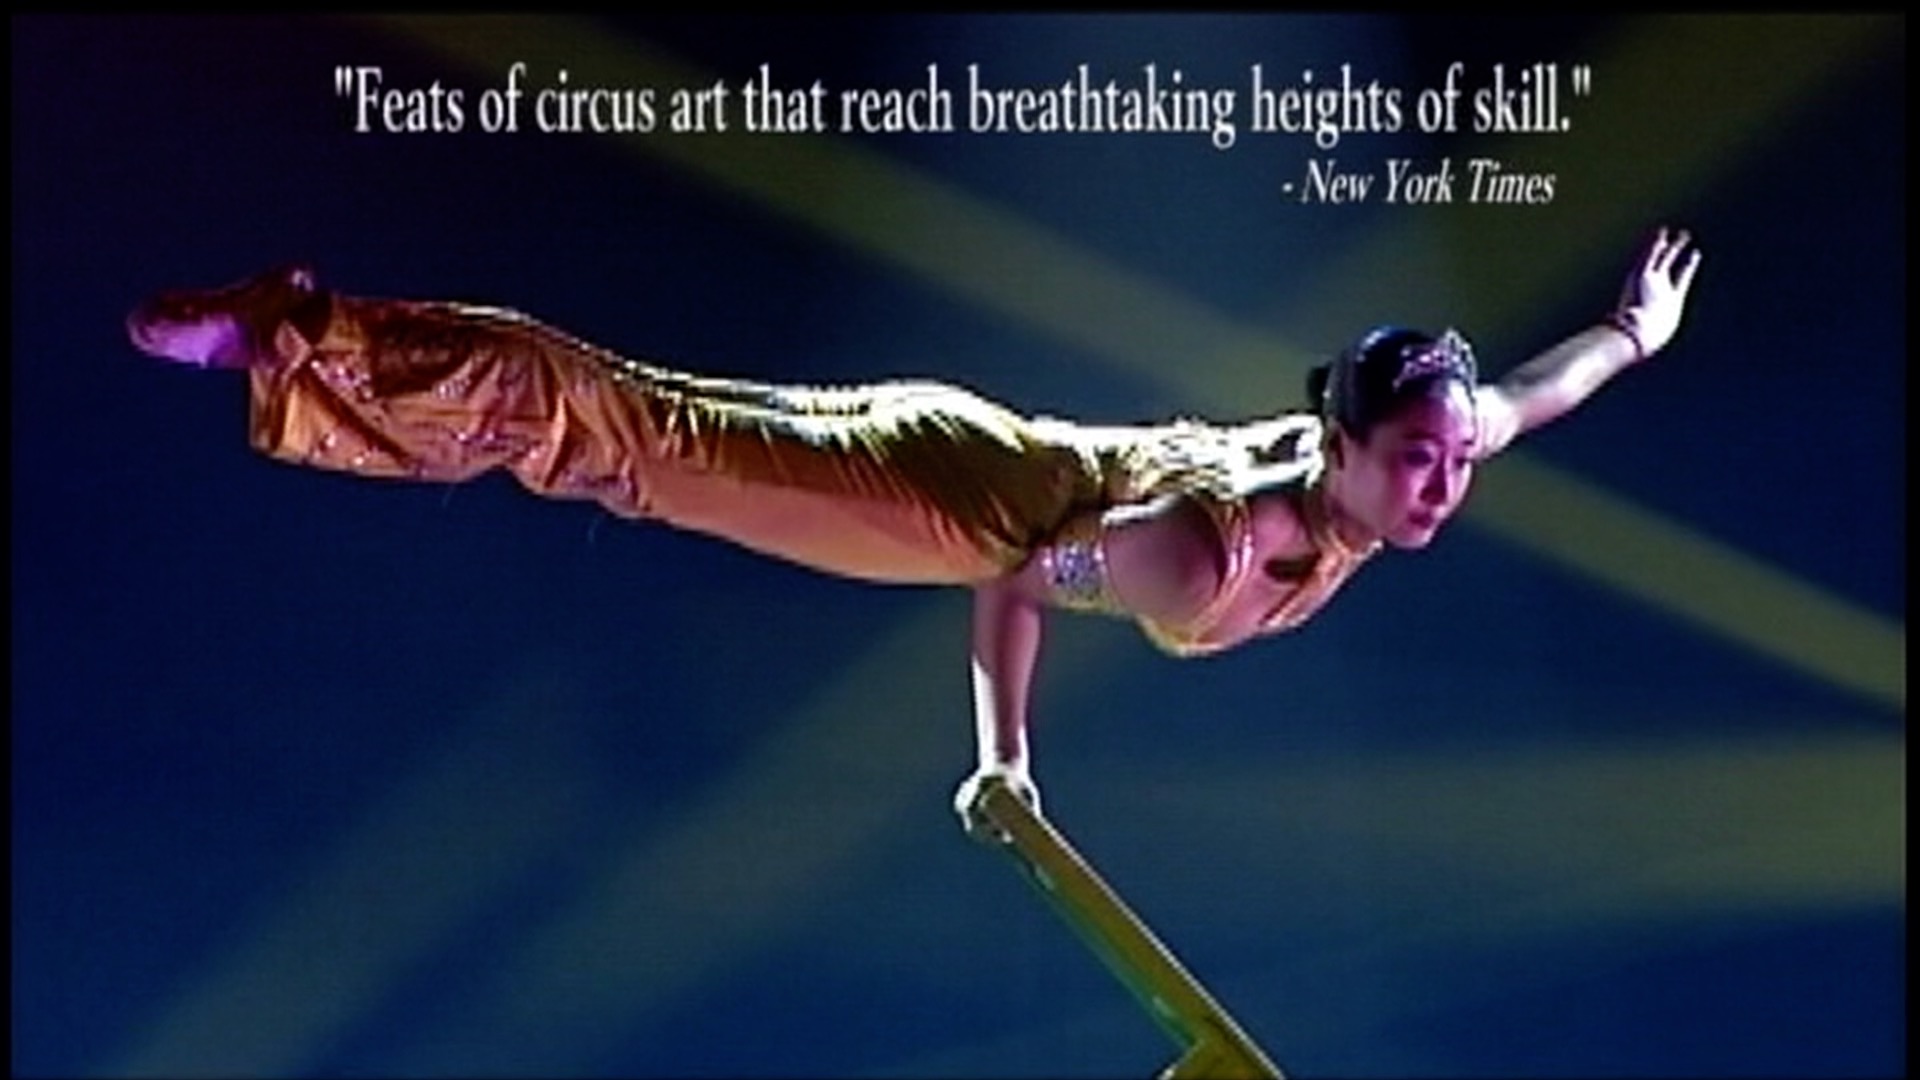 "Feats of circus art that reach breathtaking heights of skill."
- New York Times